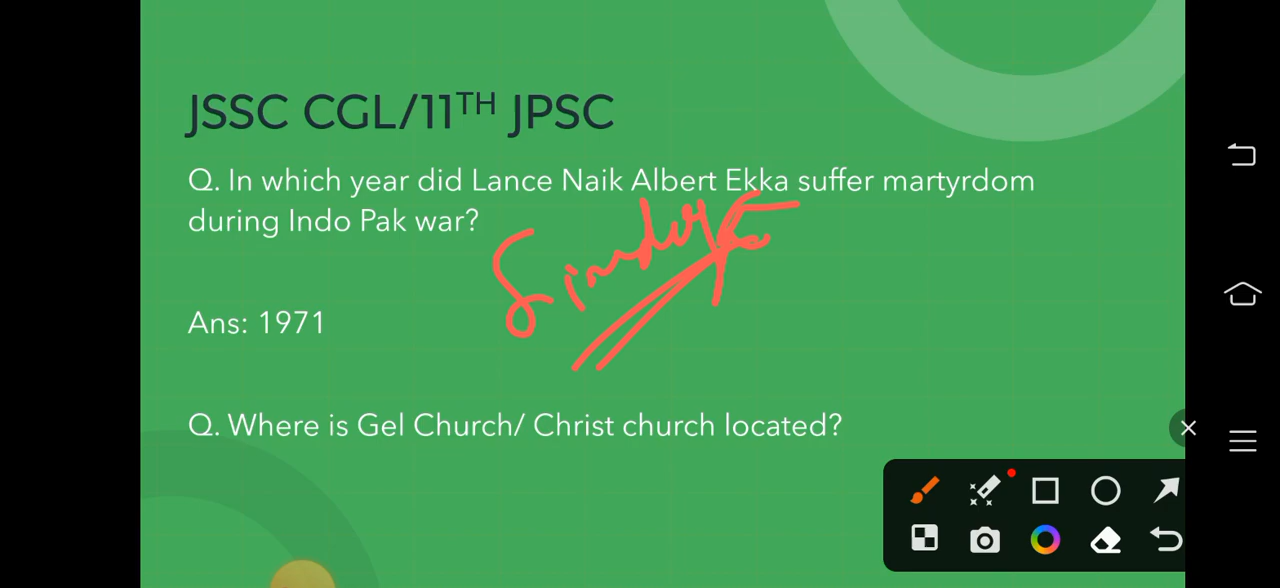 JSSC CGL/11TH JPSC
Q. In which year did Lance Naik Albert Ekka suffer martyrdom
during Indo Pak war?
Ans: 1971
Q. Where is Gel Church/ Christ church located?